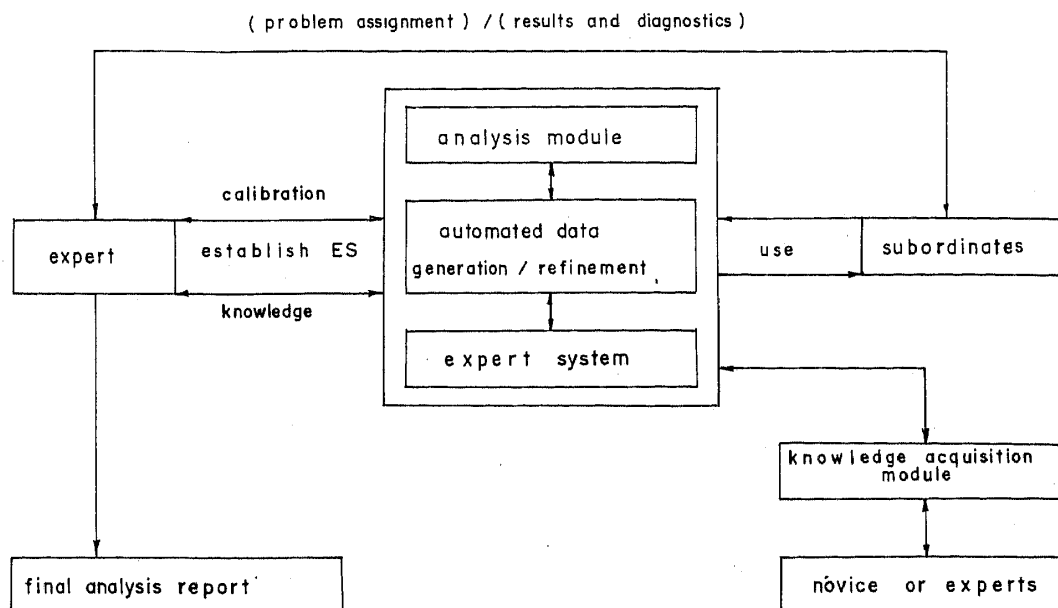 (problem assignment) / (results and diagnostics)
analysis module
calibration
expert
establish ES
automated data
generation / refinement
use
subordinates
knowledge
expert system
knowledge acquisition
module
final analysis report
novice or experts